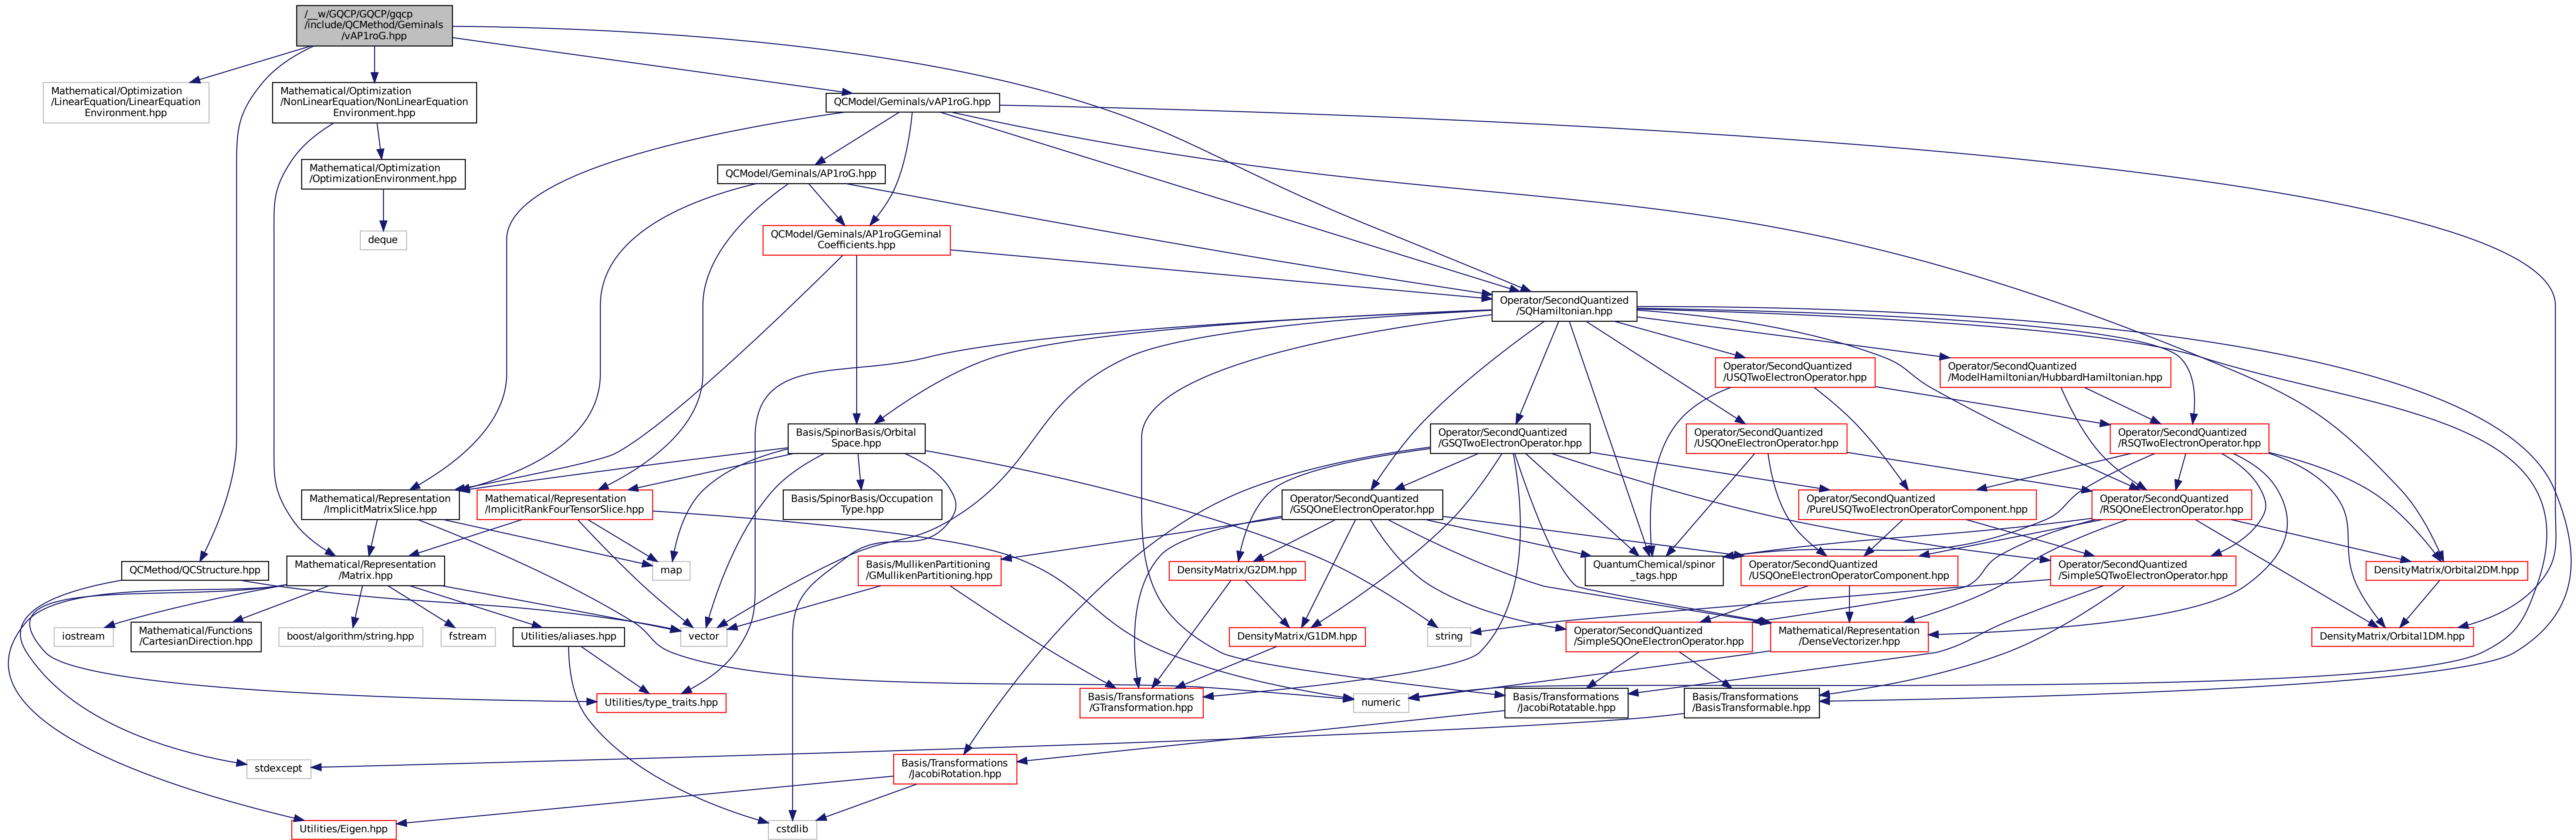 /__w/GQCP/GQCP/gqcp
/include/QCMethod/Geminals
/vAP1roG.hpp
Mathematical/Optimization
/LinearEquation/LinearEquation
Environment.hpp
Mathematical/Optimization
/NonLinearEquation/NonLinearEquation
Environment.hpp
QCModel/Geminals/vAP1roG.hpp
Mathematical/Optimization
/OptimizationEnvironment.hpp
QCModel/Geminals/AP1roG.hpp
deque
QCModel/Geminals/AP1roGGeminal
Coefficients.hpp
Operator/SecondQuantized
/SQHamiltonian.hpp
Operator/SecondQuantized
/USQTwoElectronOperator.hpp
Operator/SecondQuantized
/ModelHamiltonian/HubbardHamiltonian.hpp
Basis/SpinorBasis/Orbital
Space.hpp
Operator/SecondQuantized
/GSQTwoElectronOperator.hpp
Operator/SecondQuantized
/USQOneElectronOperator.hpp
Operator/SecondQuantized
/RSQTwoElectronOperator.hpp
Mathematical/Representation
/ImplicitMatrixSlice.hpp
Mathematical/Representation
/ImplicitRankFourTensorSlice.hpp
Basis/SpinorBasis/Occupation
Type.hpp
Operator/SecondQuantized
/GSQOneElectronOperator.hpp
Operator/SecondQuantized
/PureUSQTwoElectronOperatorComponent.hpp
Operator/SecondQuantized
/RSQOneElectronOperator.hpp
QCMethod/QCStructure.hpp
Mathematical/Representation
/Matrix.hpp
map
Basis/MullikenPartitioning
/GMullikenPartitioning.hpp
DensityMatrix/G2DM.hpp
QuantumChemical/spinor
_tags.hpp
Operator/SecondQuantized
/USQOneElectronOperatorComponent.hpp
Operator/SecondQuantized
/SimpleSQTwoElectronOperator.hpp
DensityMatrix/Orbital2DM.hpp
iostream
Mathematical/Functions
/CartesianDirection.hpp
boost/algorithm/string.hpp
fstream
Utilities/aliases.hpp
vector
DensityMatrix/G1DM.hpp
string
Operator/SecondQuantized
/SimpleSQOneElectronOperator.hpp
Mathematical/Representation
/DenseVectorizer.hpp
DensityMatrix/Orbital1DM.hpp
Utilities/type_traits.hpp
Basis/Transformations
/GTransformation.hpp
numeric
Basis/Transformations
/JacobiRotatable.hpp
Basis/Transformations
/BasisTransformable.hpp
stdexcept
Basis/Transformations
/JacobiRotation.hpp
Utilities/Eigen.hpp
cstdlib